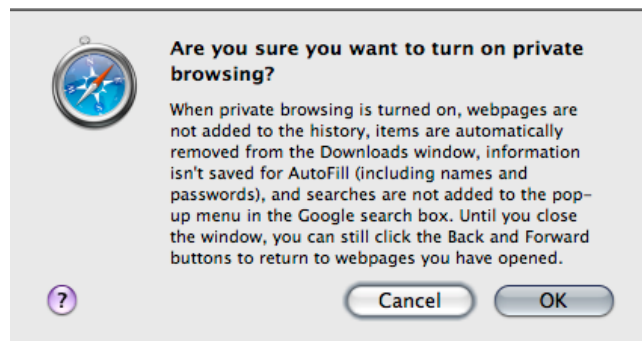 Are you sure you want to turn on private
browsing?
When private browsing is turned on, webpages are
not added to the history, items are automatically
removed from the Downloads window, information
isn't saved for AutoFill (including names and
passwords), and searches are not added to the pop-
up menu in the Google search box. Until you close
the window, you can still click the Back and Forward
buttons to return to webpages you have opened.
? Cancel OK